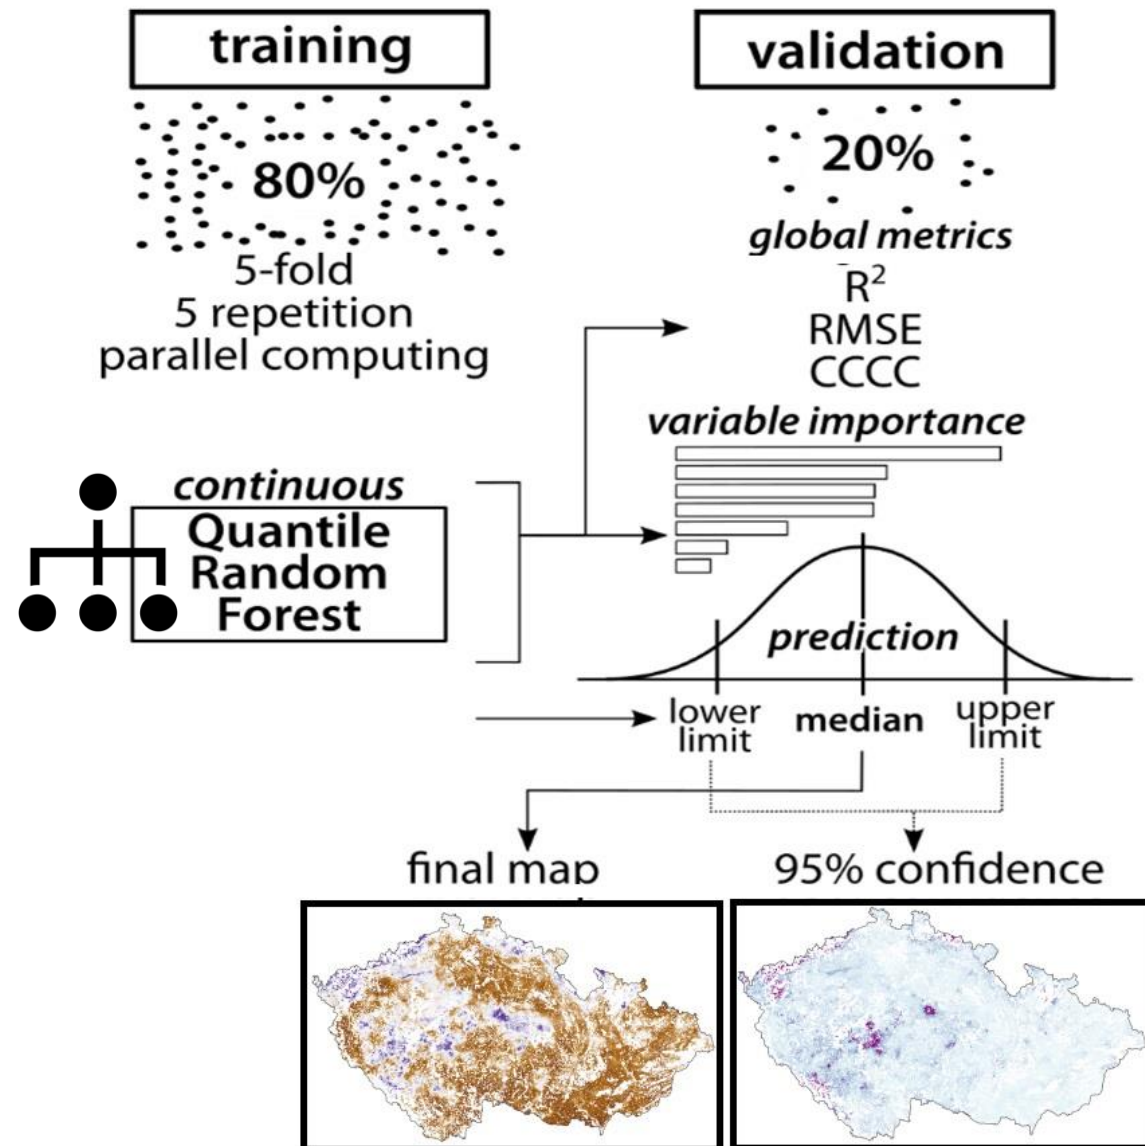 training
80%
5-fold
5 repetition
parallel computing
validation
20%
global metrics
R²
RMSE
CCCC
variable importance
continuous
Quantile
Random
Forest
prediction
lower
limit
median
upper
limit
final map
95% confidence